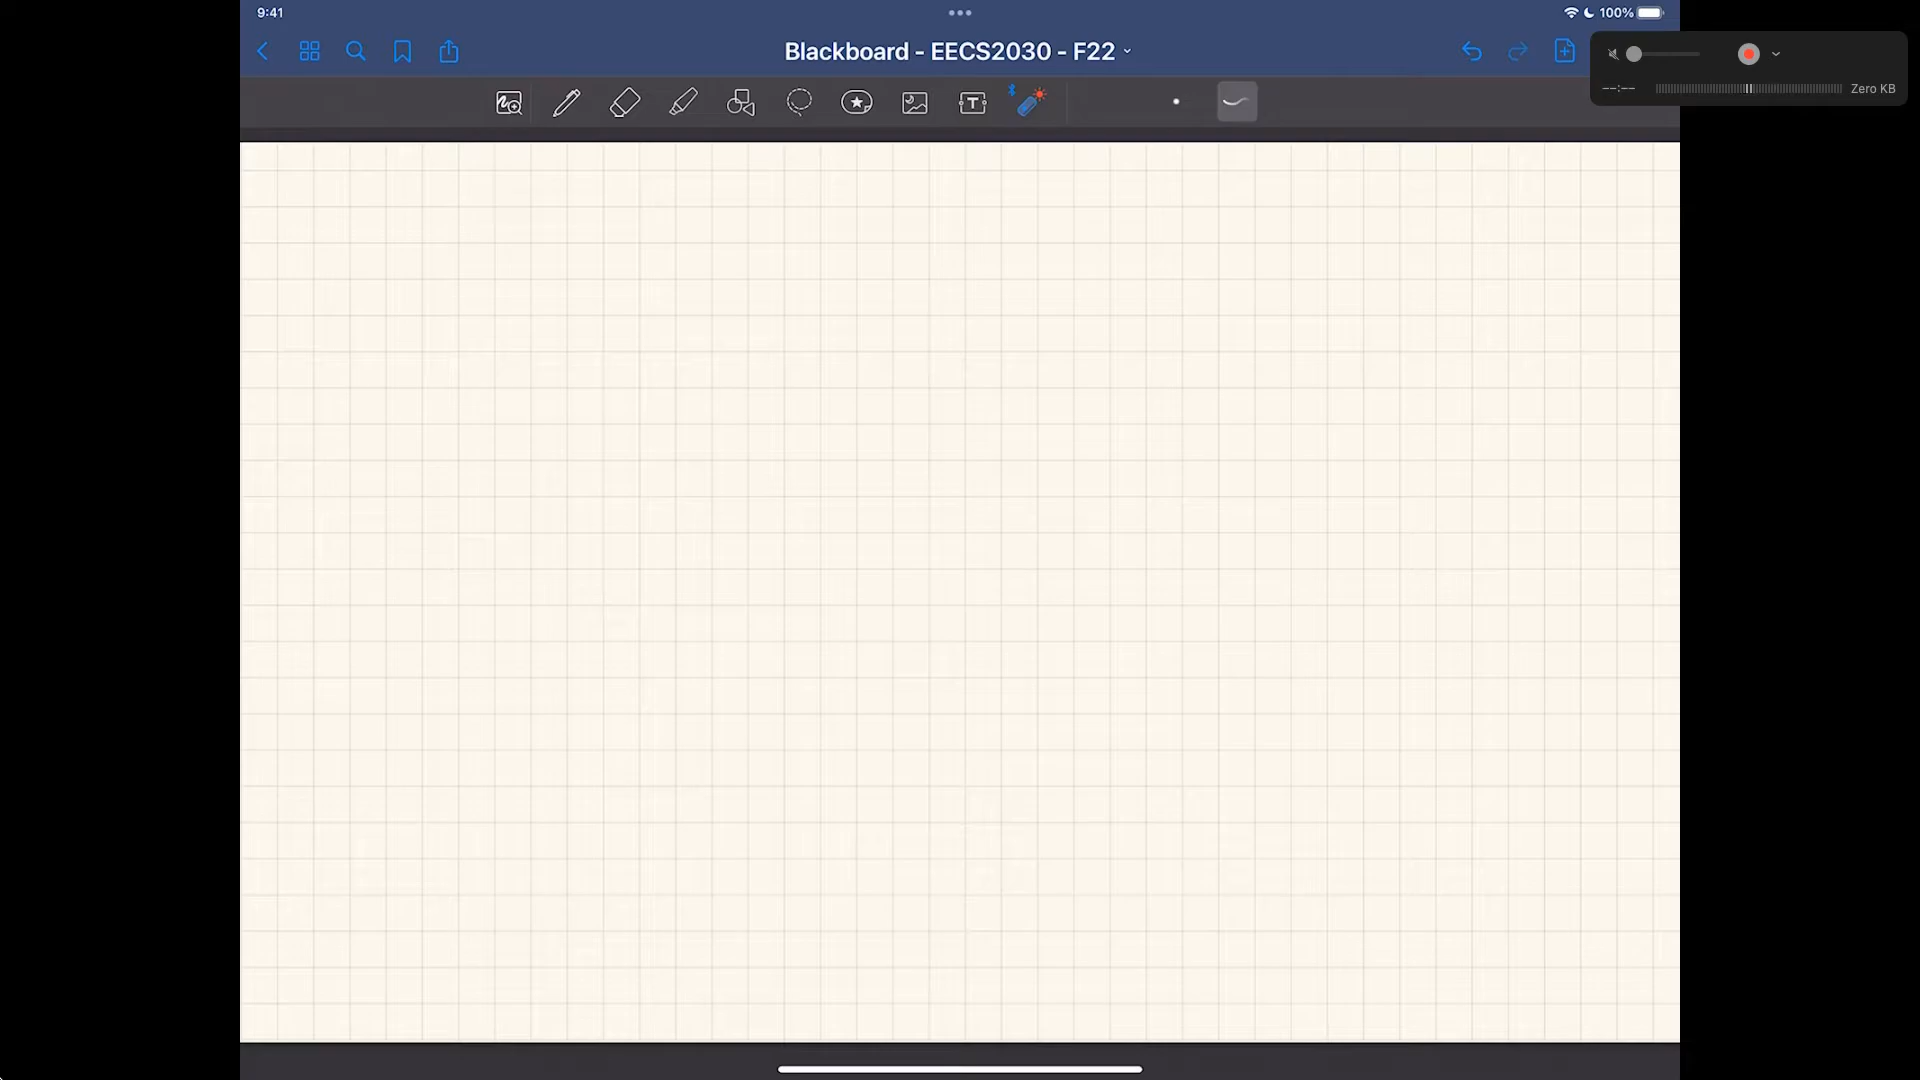 9:41
100%
Blackboard - EECS2030 - F22
--:--
Zero KB